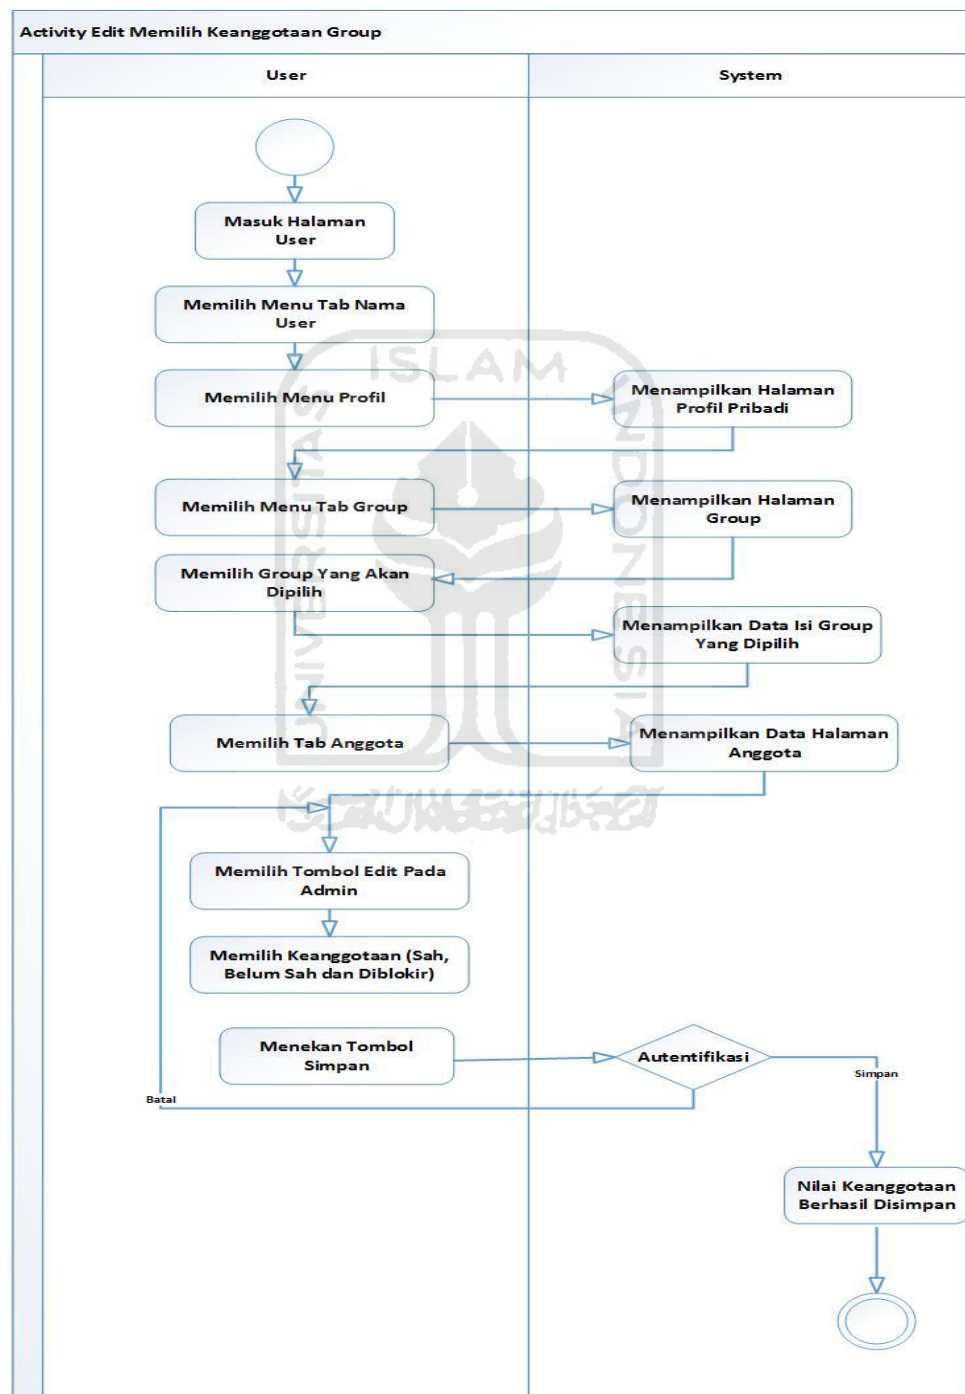 Activity Edit Memilih Keanggotaan Group
User
System
Masuk Halaman
User
Memilih Menu Tab Nama
User
Memilih Menu Profil
Menampilkan Halaman
Profil Pribadi
Memilih Menu Tab Group
Menampilkan Halaman
Group
Memilih Group Yang Akan
Dipilih
Menampilkan Data Isi Group
Yang Dipilih
Memilih Tab Anggota
Menampilkan Data Halaman
Anggota
Memilih Tombol Edit Pada
Admin
Memilih Keanggotaan (Sah,
Belum Sah dan Diblokir)
Menekan Tombol
Simpan
Autentifikasi
Simpan
Batal
Nilai Keanggotaan
Berhasil Disimpan
UNIVERSITAS
ISLAM
INDONESIA